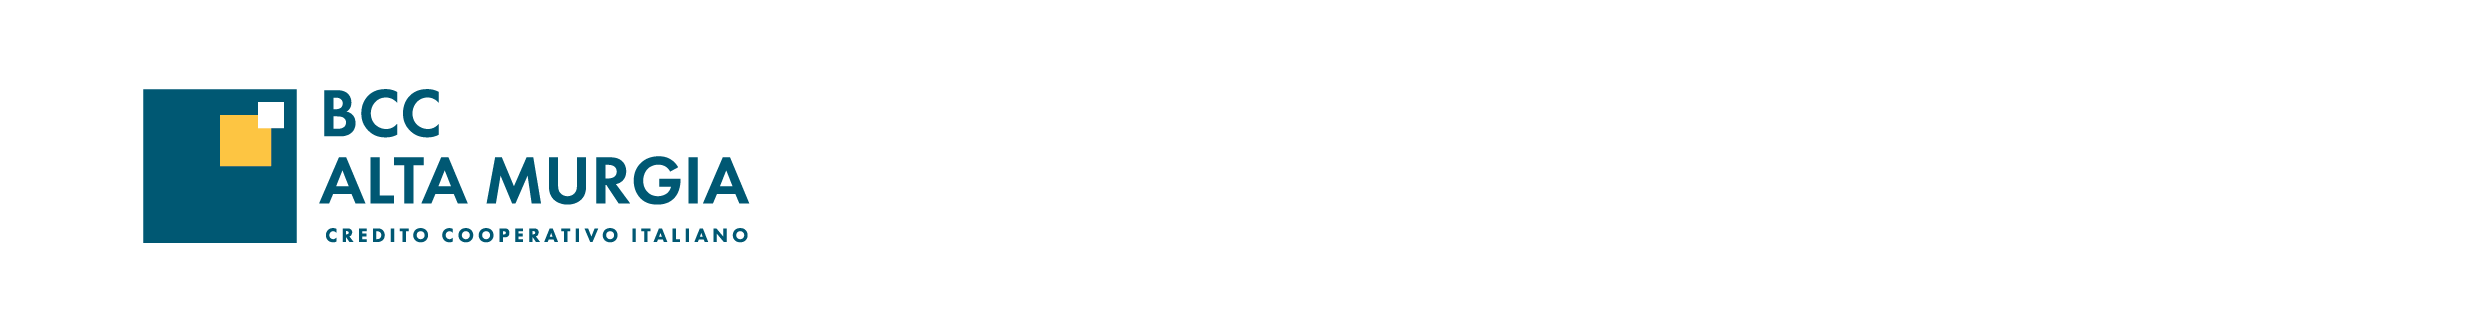 BCC
ALTA MURGIA
CREDITO COOPERATIVO ITALIANO